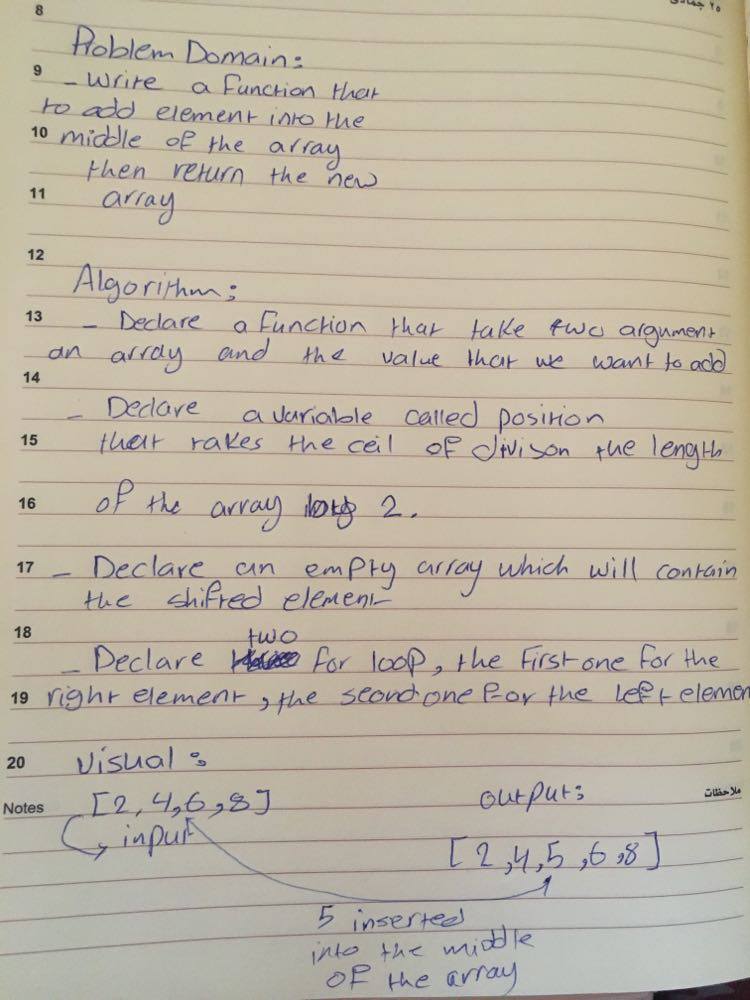 8
Problem Domain:
9 - Write a function that
to add element into the
10 middle of the array
then return the new
11 array
12
Algorithm:
13 - Declare a function that take two argument
an array and the value that we want to add
14
- Declare a variable called position
15 that takes the ceil of divison the length
16 of the array 2.
17 - Declare an empty array which will contain
the shifted element
18 two
- Declare for loop, the first one for the
19 right element, the second one for the left elemen
20 Visual:
Notes [2,4,6,8] output: ملاحظات
input
[2,4,5,6,8]
5 inserted
into the middle
of the array